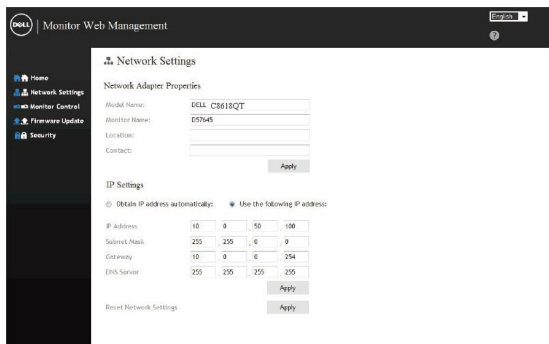 DELL
Monitor Web Management
English
?
Network Settings
Home
Network Settings
Monitor Control
Firmware Update
Security
Network Adapter Properties
Model Name: DELL C8618QT
Monitor Name: D57645
Location:
Contact:
Apply
IP Settings
Obtain IP address automatically: Use the following IP address:
IP Address 10 . 0 . 50 . 100
Subnet Mask 255 . 255 . 0 . 0
Gateway 10 . 0 . 0 . 254
DNS Server 255 . 255 . 255 . 255
Apply
Reset Network Settings Apply